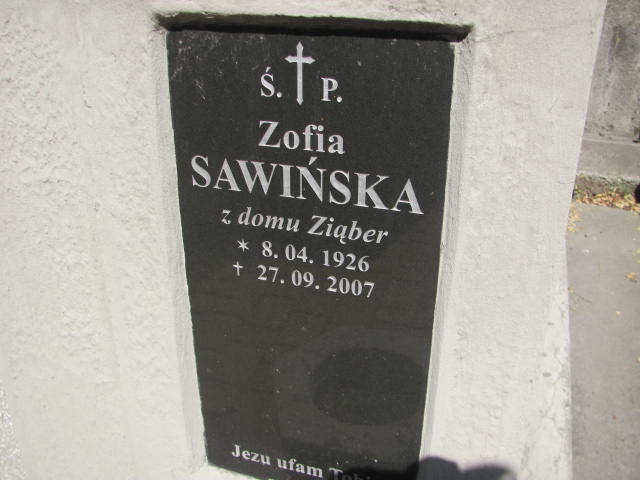 Ś. P.
Zofia
SAWIŃSKA
z domu Ziąber
* 8. 04. 1926
† 27. 09. 2007
Jezu ufam